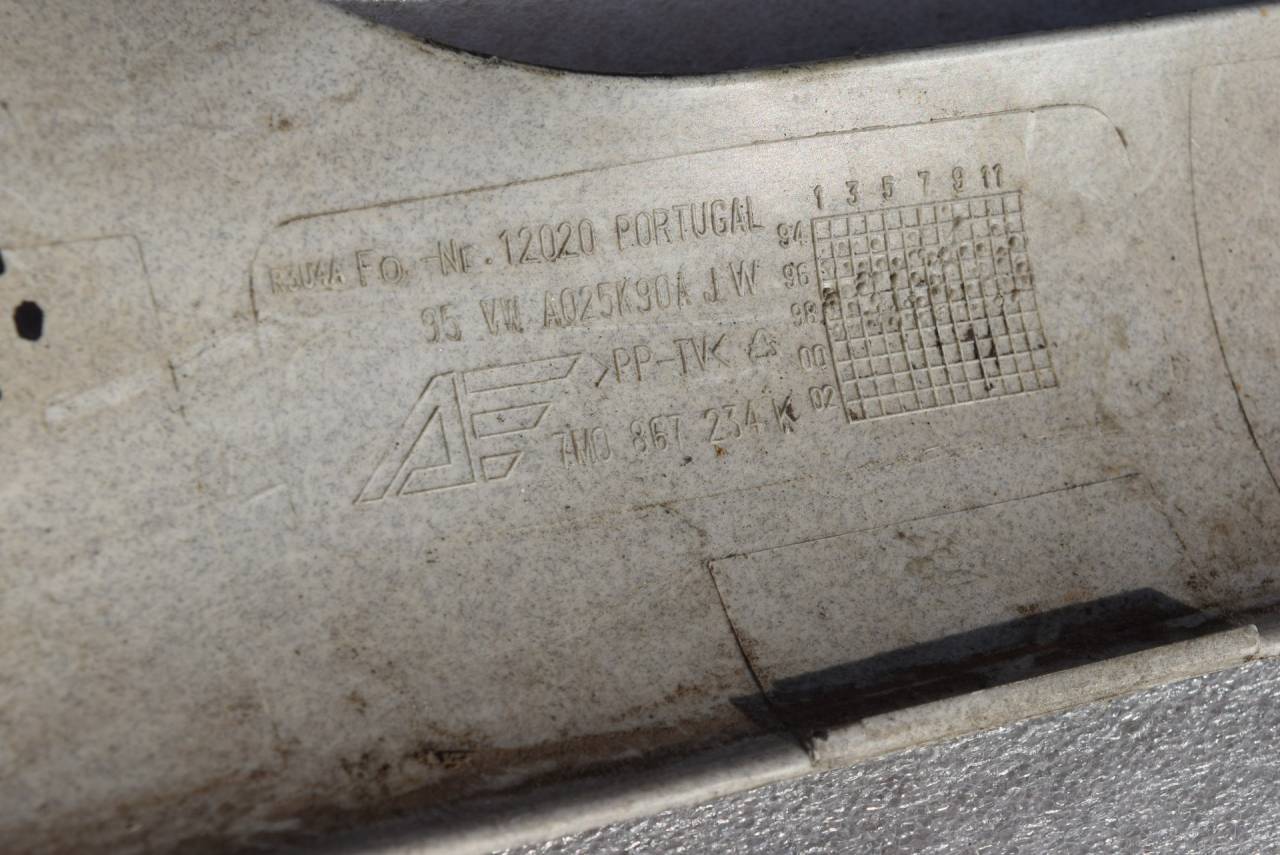 Fo.-Nr. 12020 PORTUGAL
95 VW A025K90A JW
>PP-TV<
7M0 867 234 K
1 3 5 7 9 11
94
96
98
00
02